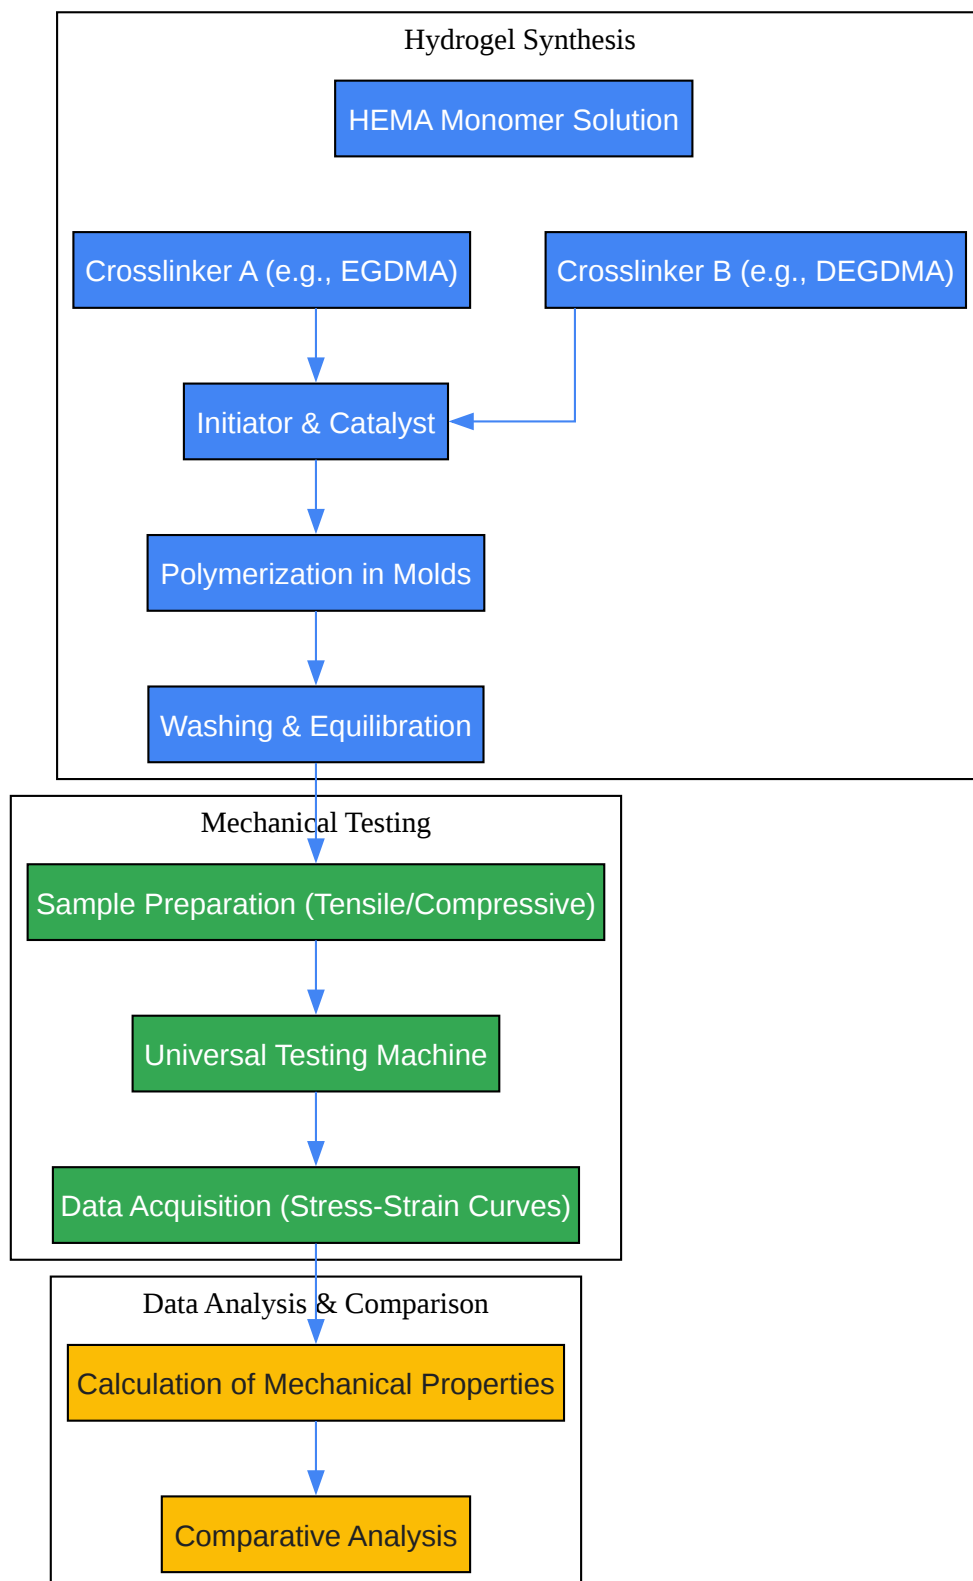 Hydrogel Synthesis
HEMA Monomer Solution
Crosslinker A (e.g., EGDMA)
Crosslinker B (e.g., DEGDMA)
Initiator & Catalyst
Polymerization in Molds
Washing & Equilibration
Mechanical Testing
Sample Preparation (Tensile/Compressive)
Universal Testing Machine
Data Acquisition (Stress-Strain Curves)
Data Analysis & Comparison
Calculation of Mechanical Properties
Comparative Analysis